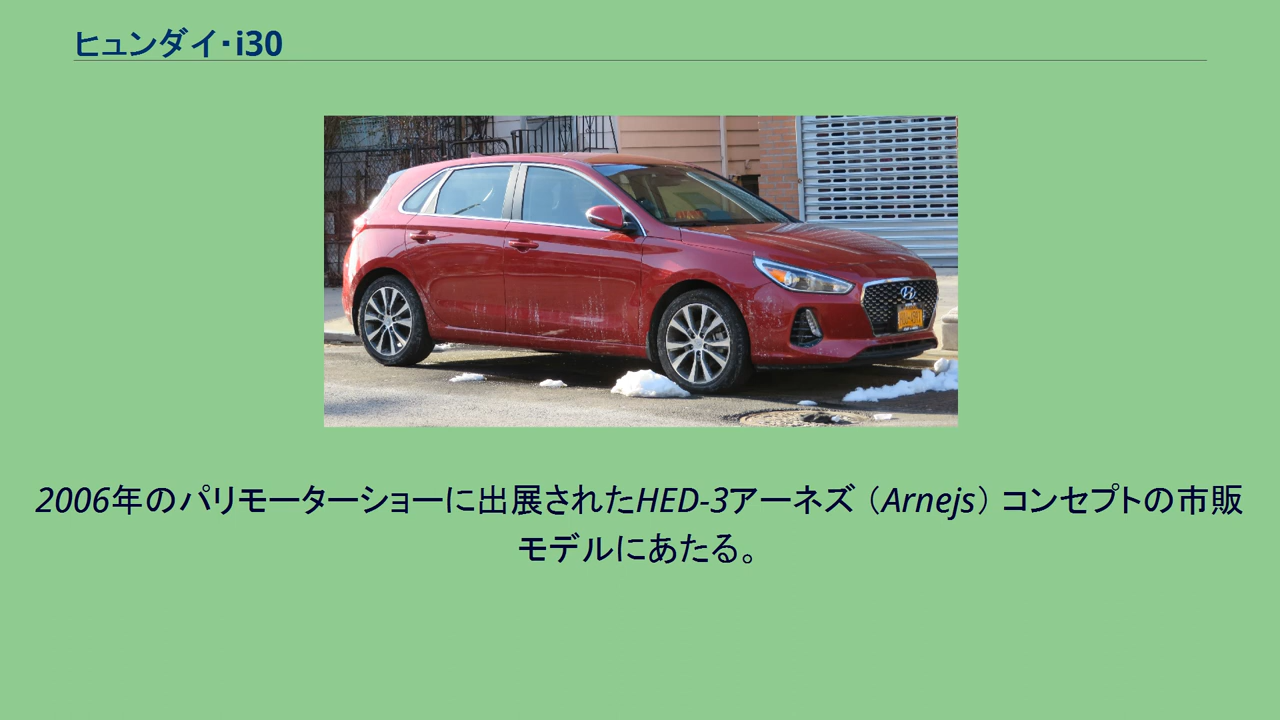 ヒュンダイ・i30
2006年のパリモーターショーに出展されたHED-3アーネズ（Arnejs）コンセプトの市販
モデルにあたる。